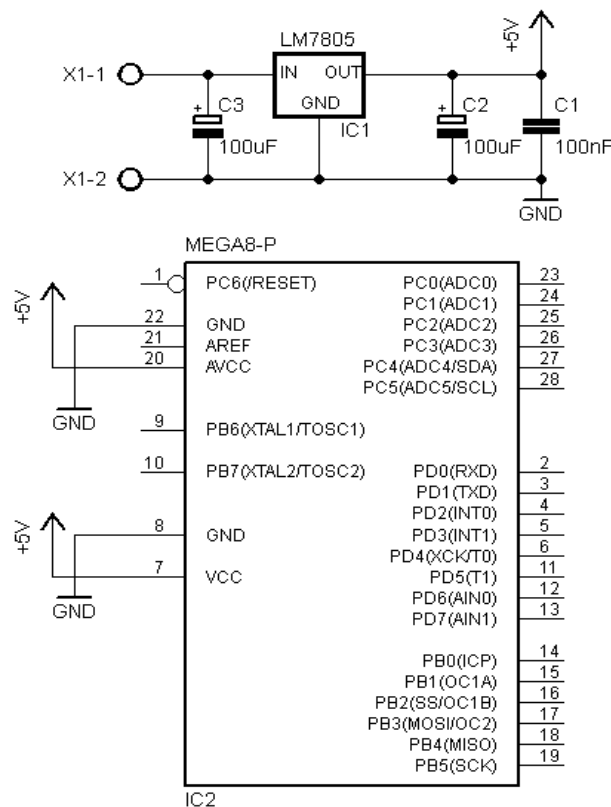 LM7805
+5V
X1-1
IN OUT
GND
IC1
+ C3
100uF
+ C2
100uF
C1
100nF
X1-2
GND
MEGA8-P
1 PC6(/RESET)
+5V
22 GND
21 AREF
20 AVCC
GND
9 PB6(XTAL1/TOSC1)
10 PB7(XTAL2/TOSC2)
+5V
8 GND
7 VCC
GND
PC0(ADC0) 23
PC1(ADC1) 24
PC2(ADC2) 25
PC3(ADC3) 26
PC4(ADC4/SDA) 27
PC5(ADC5/SCL) 28
PD0(RXD) 2
PD1(TXD) 3
PD2(INT0) 4
PD3(INT1) 5
PD4(XCK/T0) 6
PD5(T1) 11
PD6(AIN0) 12
PD7(AIN1) 13
PB0(ICP) 14
PB1(OC1A) 15
PB2(SS/OC1B) 16
PB3(MOSI/OC2) 17
PB4(MISO) 18
PB5(SCK) 19
IC2